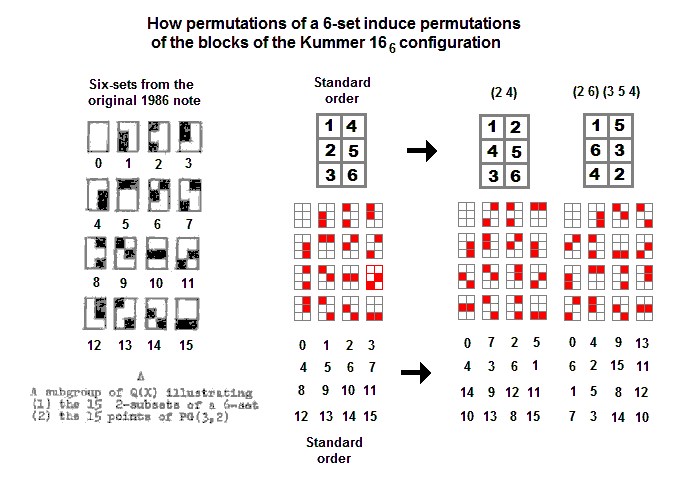 How permutations of a 6-set induce permutations
of the blocks of the Kummer 16 6 configuration
Six-sets from the
original 1986 note
0 1 2 3
4 5 6 7
8 9 10 11
12 13 14 15
A
A subgroup of Q(X) illustrating
(1) the 15 2-subsets of a 6-set
(2) the 15 points of PG(3,2)
Standard
order
1 4
2 5
3 6
0 1 2 3
4 5 6 7
8 9 10 11
12 13 14 15
Standard
order
(2 4)
1 2
4 5
3 6
0 7 2 5
4 3 6 1
14 9 12 11
10 13 8 15
(2 6) (3 5 4)
1 5
6 3
4 2
0 4 9 13
6 2 15 11
1 5 8 12
7 3 14 10